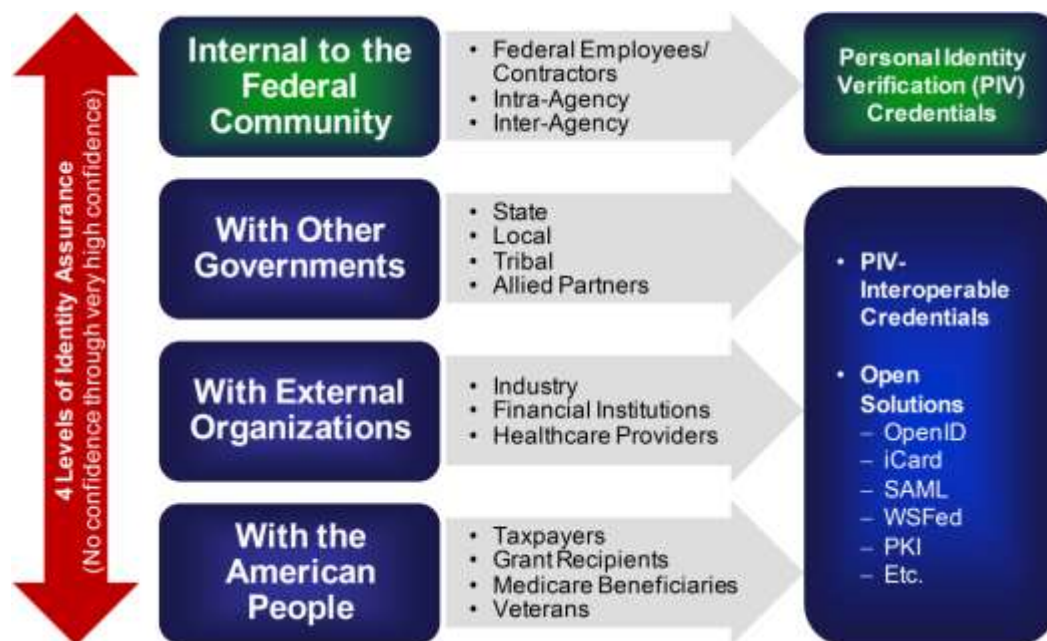 4 Levels of Identity Assurance
(No confidence through very high confidence)
Internal to the
Federal
Community
• Federal Employees/
Contractors
• Intra-Agency
• Inter-Agency
Personal Identity
Verification (PIV)
Credentials
With Other
Governments
• State
• Local
• Tribal
• Allied Partners
With External
Organizations
• Industry
• Financial Institutions
• Healthcare Providers
With the
American
People
• Taxpayers
• Grant Recipients
• Medicare Beneficiaries
• Veterans
• PIV-
Interoperable
Credentials
• Open
Solutions
– OpenID
– iCard
– SAML
– WSFed
– PKI
– Etc.